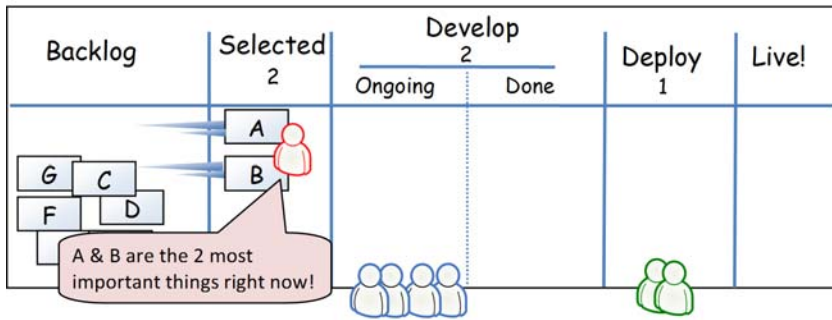 Backlog
Selected
2
Develop
2
Ongoing
Done
Deploy
1
Live!
A
B
G
C
F
D
A & B are the 2 most
important things right now!